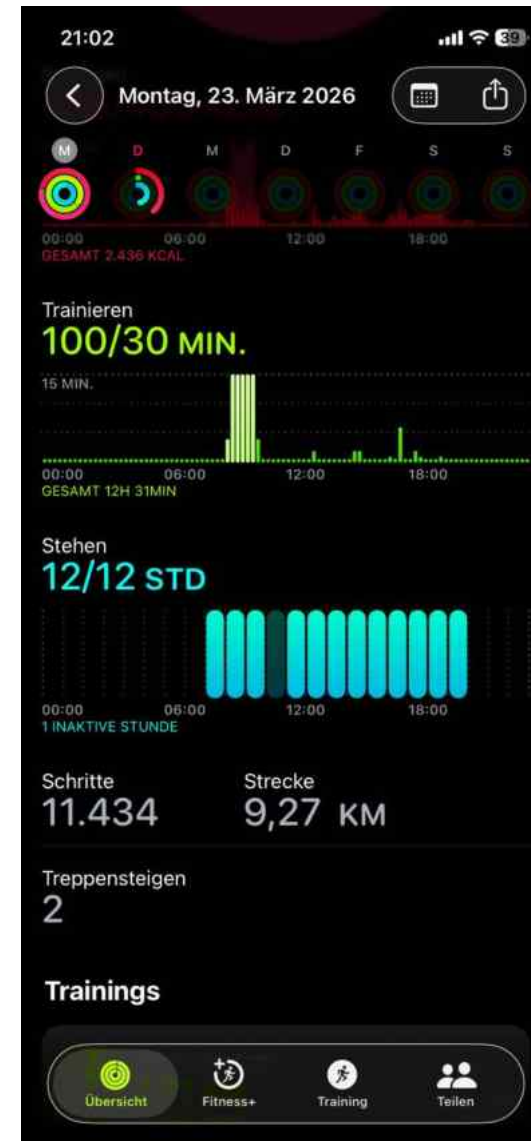 21:02
39
Montag, 23. März 2026
M D M D F S S
00:00 06:00 12:00 18:00
GESAMT 2.436 KCAL
Trainieren
100/30 MIN.
15 MIN.
00:00 06:00 12:00 18:00
GESAMT 12H 31MIN
Stehen
12/12 STD
00:00 06:00 12:00 18:00
1 INAKTIVE STUNDE
Schritte Strecke
11.434 9,27 KM
Treppensteigen
2
Trainings
Übersicht Fitness+ Training Teilen